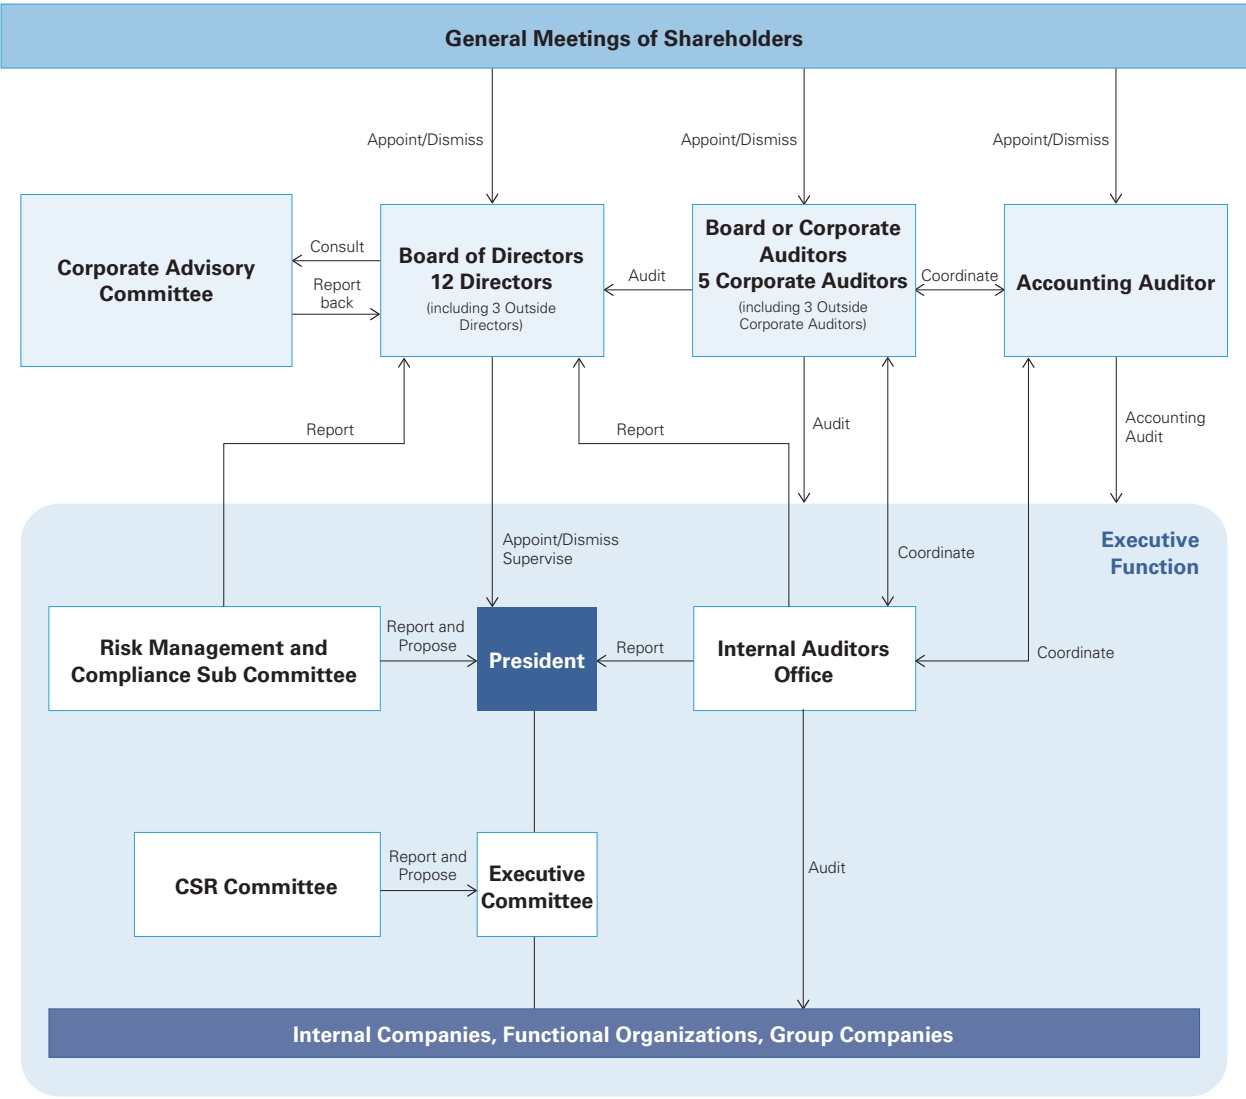 General Meetings of Shareholders
Appoint/Dismiss
Appoint/Dismiss
Appoint/Dismiss
Corporate Advisory
Committee
Consult
Report
back
Board of Directors
12 Directors
(including 3 Outside
Directors)
Audit
Board or Corporate
Auditors
5 Corporate Auditors
(including 3 Outside
Corporate Auditors)
Coordinate
Accounting Auditor
Report
Report
Audit
Accounting
Audit
Appoint/Dismiss
Supervise
Coordinate
Executive
Function
Risk Management and
Compliance Sub Committee
Report and
Propose
President
Report
Internal Auditors
Office
Coordinate
CSR Committee
Report and
Propose
Executive
Committee
Audit
Internal Companies, Functional Organizations, Group Companies